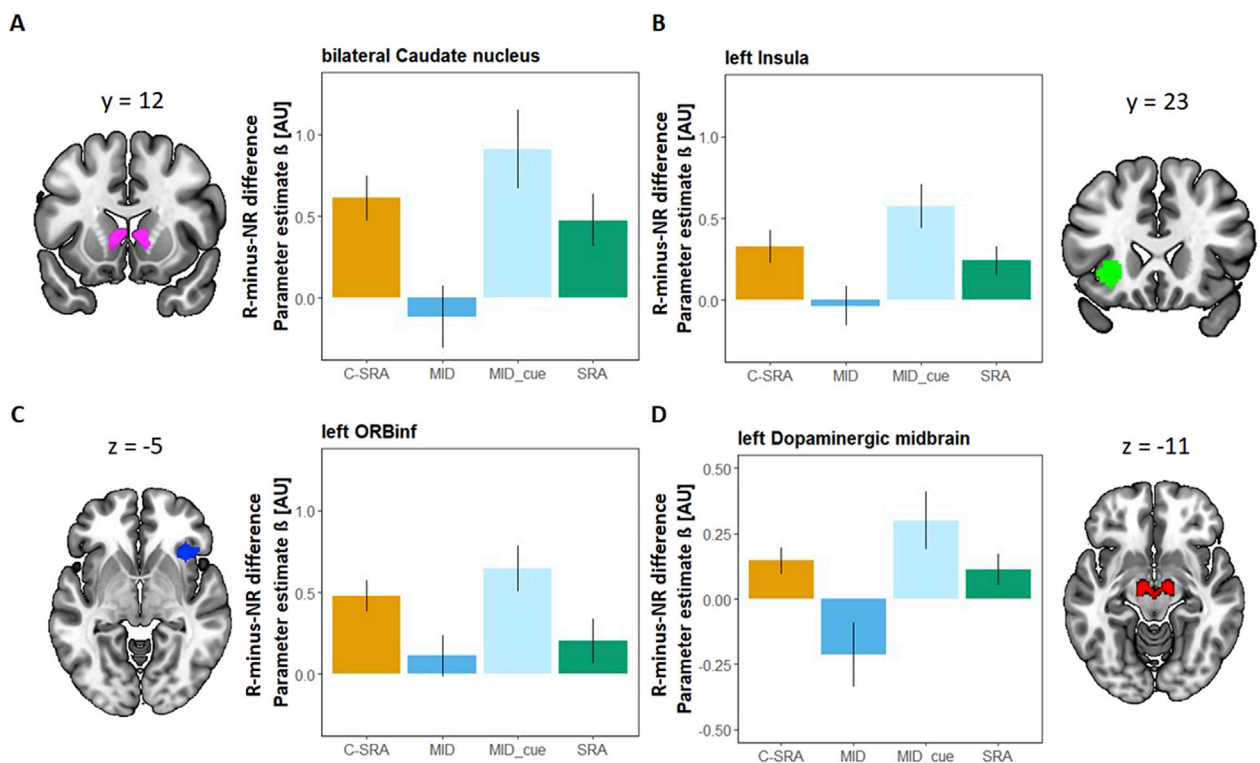 A
y = 12
bilateral Caudate nucleus
R-minus-NR difference
Parameter estimate ß [AU]
1.0
0.5
0.0
C-SRA MID MID_cue SRA
B
left Insula
R-minus-NR difference
Parameter estimate ß [AU]
1.0
0.5
0.0
C-SRA MID MID_cue SRA
y = 23
C
z = -5
left ORBinf
R-minus-NR difference
Parameter estimate ß [AU]
1.0
0.5
0.0
C-SRA MID MID_cue SRA
D
left Dopaminergic midbrain
R-minus-NR difference
Parameter estimate ß [AU]
0.50
0.25
0.00
-0.25
-0.50
C-SRA MID MID_cue SRA
z = -11